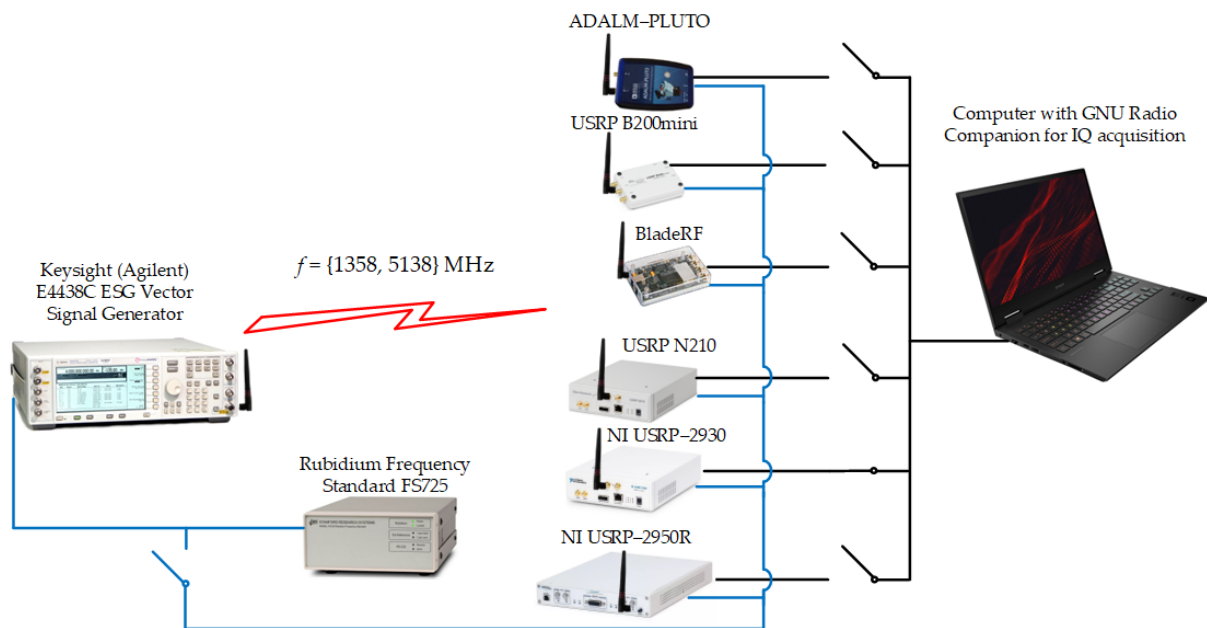 ADALM–PLUTO
USRP B200mini
Computer with GNU Radio
Companion for IQ acquisition
BladeRF
f = {1358, 5138} MHz
Keysight (Agilent)
E4438C ESG Vector
Signal Generator
USRP N210
NI USRP–2930
Rubidium Frequency
Standard FS725
NI USRP–2950R